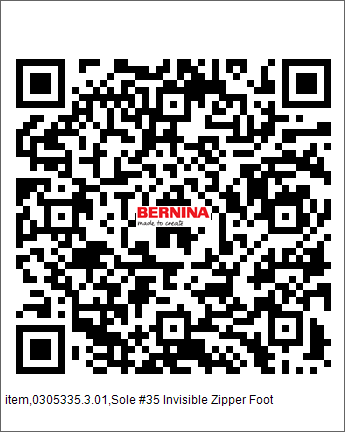 BERNINA
made to create
item,0305335.3.01,Sole #35 Invisible Zipper Foot